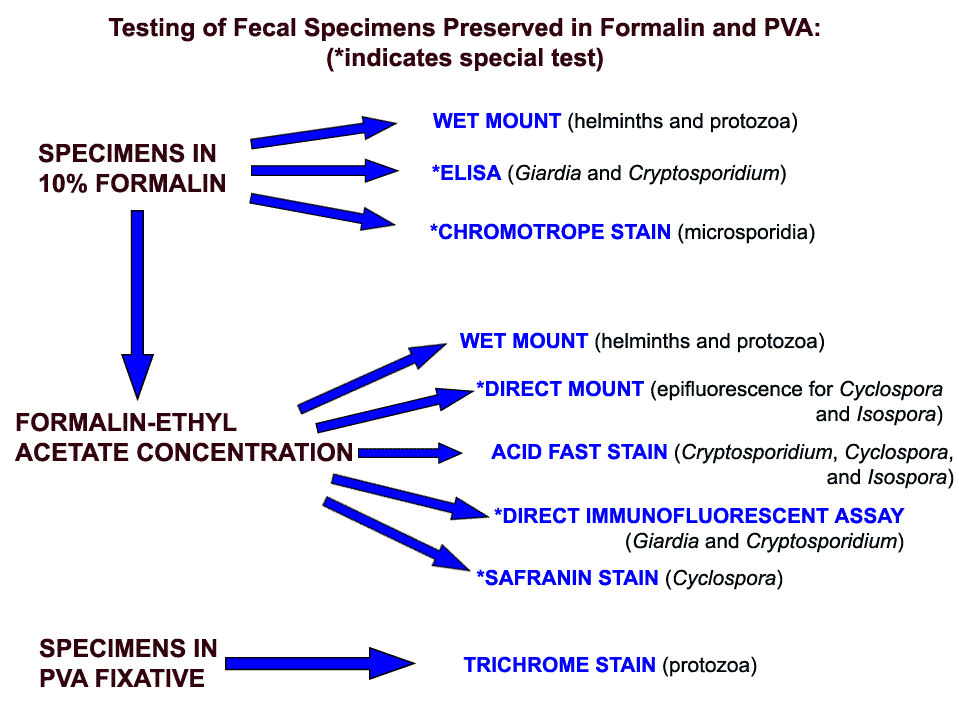 Testing of Fecal Specimens Preserved in Formalin and PVA:
(*indicates special test)
SPECIMENS IN
10% FORMALIN
WET MOUNT (helminths and protozoa)
*ELISA (Giardia and Cryptosporidium)
*CHROMOTROPE STAIN (microsporidia)
FORMALIN-ETHYL
ACETATE CONCENTRATION
WET MOUNT (helminths and protozoa)
*DIRECT MOUNT (epifluorescence for Cyclospora
and Isospora)
ACID FAST STAIN (Cryptosporidium, Cyclospora,
and Isospora)
*DIRECT IMMUNOFLUORESCENT ASSAY
(Giardia and Cryptosporidium)
*SAFRANIN STAIN (Cyclospora)
SPECIMENS IN
PVA FIXATIVE
TRICHROME STAIN (protozoa)